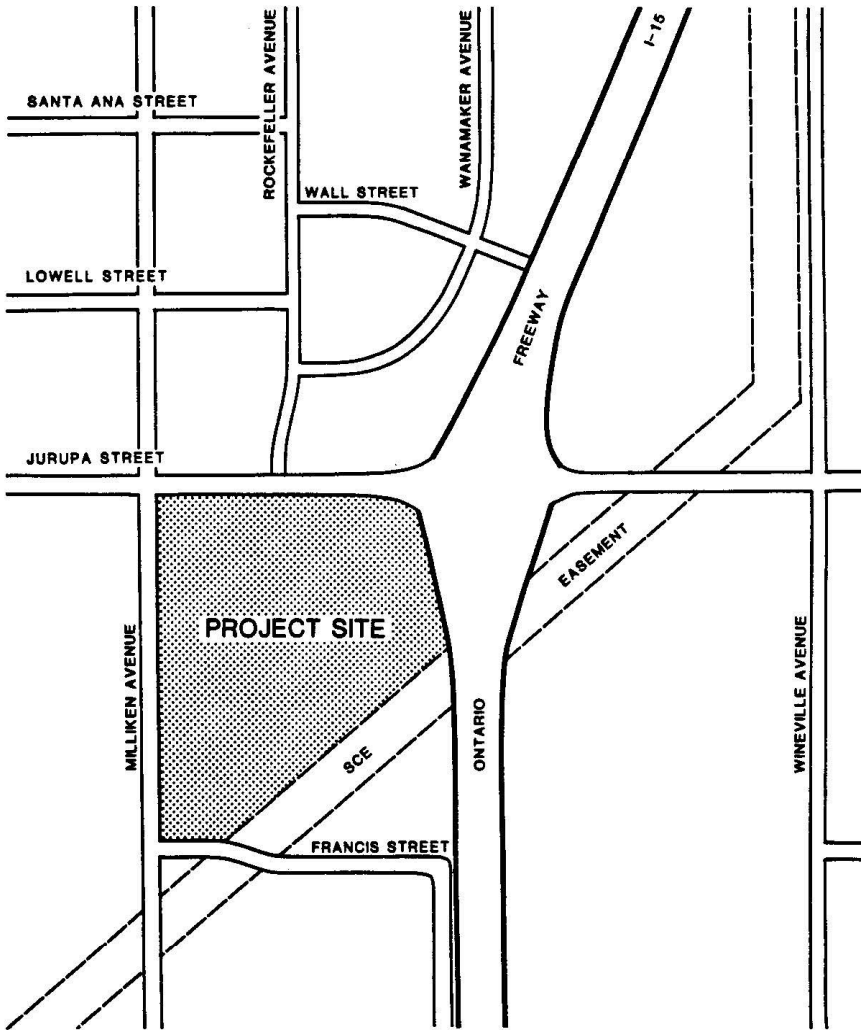 I-15
ROCKEFELLER AVENUE
WANAMAKER AVENUE
SANTA ANA STREET
WALL STREET
LOWELL STREET
FREEWAY
JURUPA STREET
EASEMENT
PROJECT SITE
MILLIKEN AVENUE
ONTARIO
WINEVILLE AVENUE
SCE
FRANCIS STREET